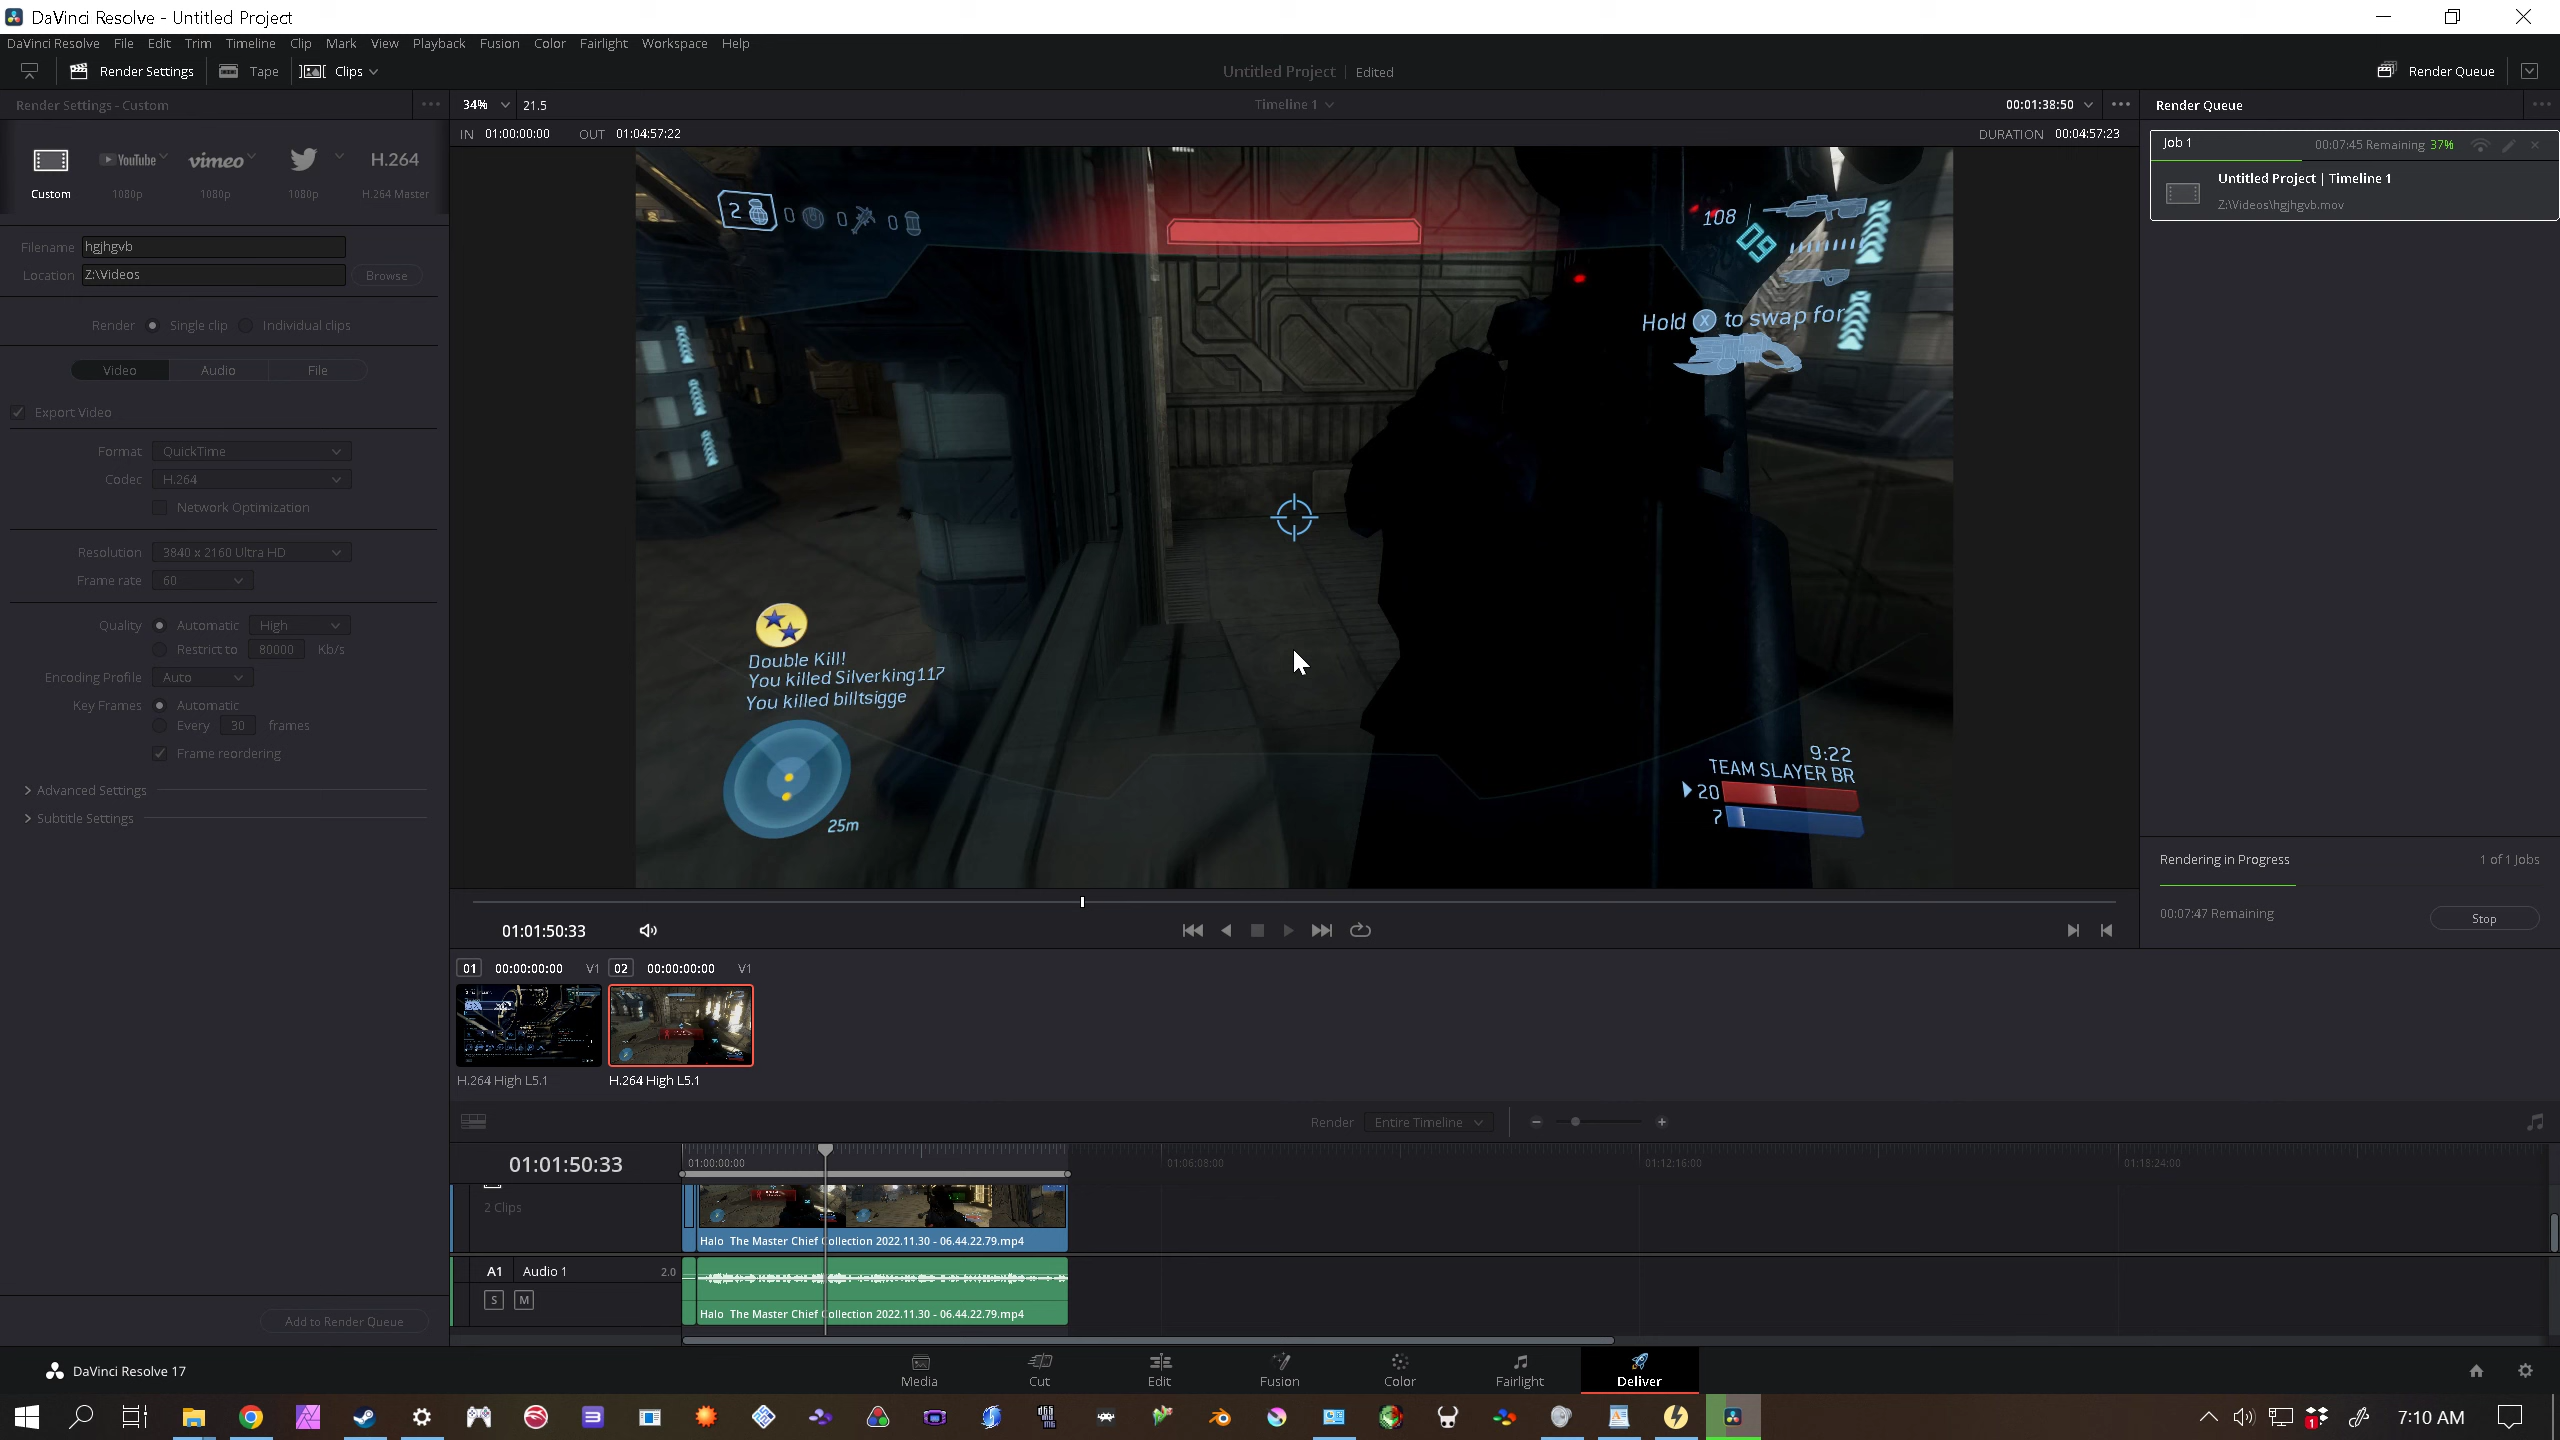 DaVinci Resolve - Untitled Project
DaVinci Resolve File Edit Trim Timeline Clip Mark View Playback Fusion Color Fairlight Workspace Help
Render Settings Tape Clips Untitled Project Edited Render Queue
Render Settings - Custom 34% 21.5 Timeline 1 00:01:38:50 Render Queue
IN 01:00:00:00 OUT 01:04:57:22 DURATION 00:04:57:23
YouTube vimeo H.264
Custom 1080p 1080p 1080p H.264 Master
Job 1 00:07:45 Remaining 37%
Untitled Project | Timeline 1
Z:\Videos\hgjhgvb.mov
Filename hgjhgvb
Location Z:\Videos Browse
Render Single clip Individual clips
Video Audio File
Export Video
Format QuickTime
Codec H.264
Network Optimization
Resolution 3840 x 2160 Ultra HD
Frame rate 60
Quality Automatic High
Restrict to 80000 Kb/s
Encoding Profile Auto
Key Frames Automatic
Every 30 frames
Frame reordering
Advanced Settings
Subtitle Settings
2 0 0 0
108
60
Hold X to swap for
Double Kill!
You killed Silverking117
You killed billtsigge
25m
9:22
TEAM SLAYER BR
20
7
Rendering in Progress 1 of 1 Jobs
00:07:47 Remaining Stop
01:01:50:33
01 00:00:00:00 V1 02 00:00:00:00 V1
H.264 High L5.1 H.264 High L5.1
Render Entire Timeline
01:01:50:33 01:00:00:00 01:06:08:00 01:12:16:00 01:18:24:00
2 Clips
Halo The Master Chief Collection 2022.11.30 - 06.44.22.79.mp4
A1 Audio 1 2.0
S M
Halo The Master Chief Collection 2022.11.30 - 06.44.22.79.mp4
Add to Render Queue
DaVinci Resolve 17 Media Cut Edit Fusion Color Fairlight Deliver
1 7:10 AM